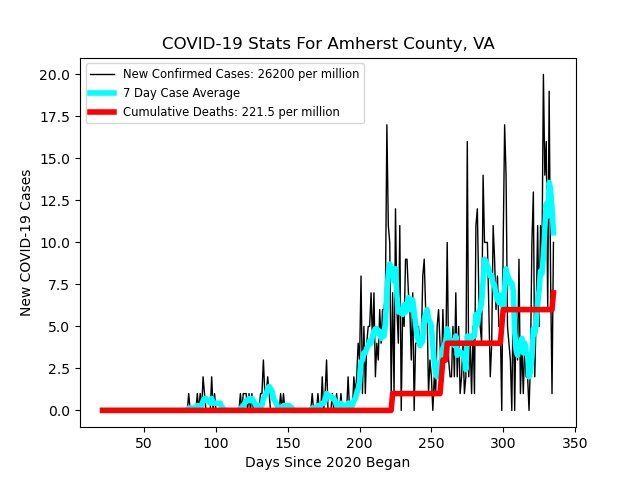 COVID-19 Stats For Amherst County, VA
New Confirmed Cases: 26200 per million
7 Day Case Average
Cumulative Deaths: 221.5 per million
New COVID-19 Cases
20.0
17.5
15.0
12.5
10.0
7.5
5.0
2.5
0.0
50 100 150 200 250 300 350
Days Since 2020 Began